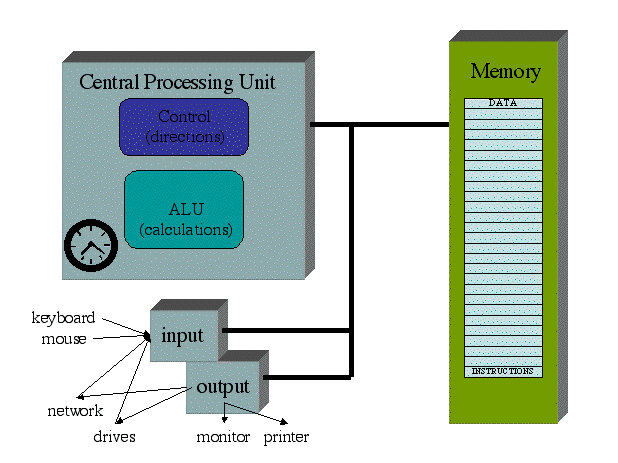 Central Processing Unit
Control
(directions)
ALU
(calculations)
Memory
DATA
INSTRUCTIONS
keyboard
mouse
input
output
network
drives
monitor
printer